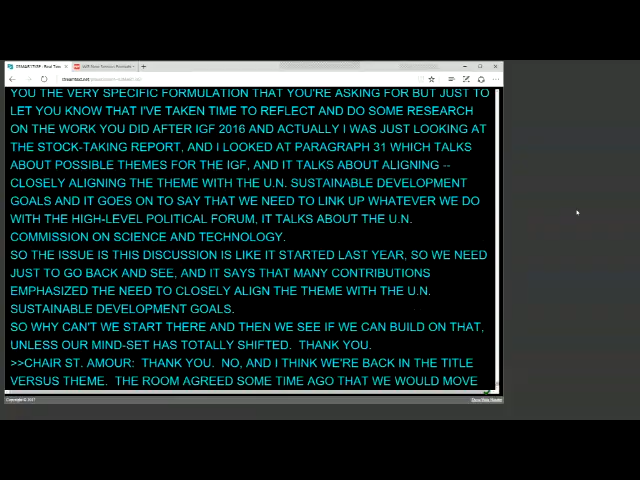 streamtext.net
YOU THE VERY SPECIFIC FORMULATION THAT YOU'RE ASKING FOR BUT JUST TO
LET YOU KNOW THAT I'VE TAKEN TIME TO REFLECT AND DO SOME RESEARCH
ON THE WORK YOU DID AFTER IGF 2016 AND ACTUALLY I WAS JUST LOOKING AT
THE STOCK-TAKING REPORT, AND I LOOKED AT PARAGRAPH 31 WHICH TALKS
ABOUT POSSIBLE THEMES FOR THE IGF, AND IT TALKS ABOUT ALIGNING --
CLOSELY ALIGNING THE THEME WITH THE U.N. SUSTAINABLE DEVELOPMENT
GOALS AND IT GOES ON TO SAY THAT WE NEED TO LINK UP WHATEVER WE DO
WITH THE HIGH-LEVEL POLITICAL FORUM, IT TALKS ABOUT THE U.N.
COMMISSION ON SCIENCE AND TECHNOLOGY.
SO THE ISSUE IS THIS DISCUSSION IS LIKE IT STARTED LAST YEAR, SO WE NEED
JUST TO GO BACK AND SEE, AND IT SAYS THAT MANY CONTRIBUTIONS
EMPHASIZED THE NEED TO CLOSELY ALIGN THE THEME WITH THE U.N.
SUSTAINABLE DEVELOPMENT GOALS.
SO WHY CAN'T WE START THERE AND THEN WE SEE IF WE CAN BUILD ON THAT,
UNLESS OUR MIND-SET HAS TOTALLY SHIFTED.  THANK YOU.
>>CHAIR ST. AMOUR:  THANK YOU.  NO, AND I THINK WE'RE BACK IN THE TITLE
VERSUS THEME.  THE ROOM AGREED SOME TIME AGO THAT WE WOULD MOVE
Copyright © 2017